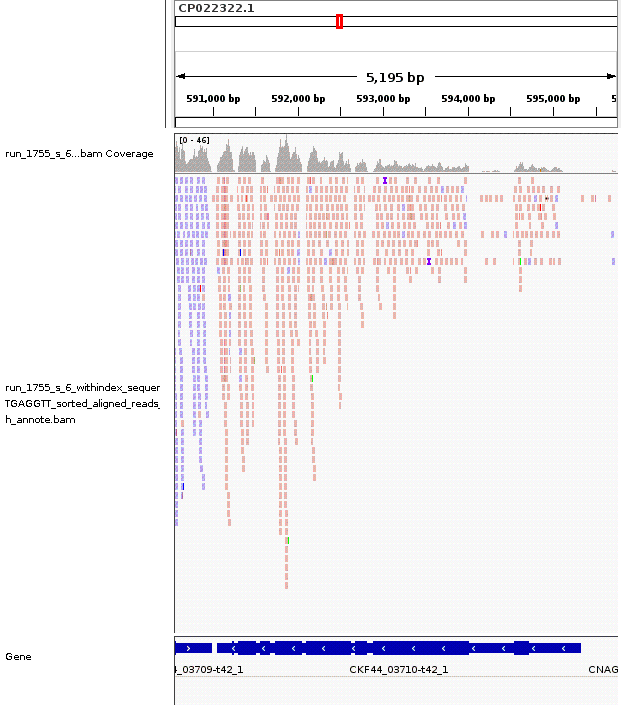 CP022322.1
5,195 bp
591,000 bp 592,000 bp 593,000 bp 594,000 bp 595,000 bp 5
run_1755_s_6...bam Coverage
[0 - 46]
run_1755_s_6_withindex_sequer
TGAGGTT_sorted_aligned_reads_
h_annote.bam
Gene
4_03709-t42_1 CKF44_03710-t42_1 CNAG